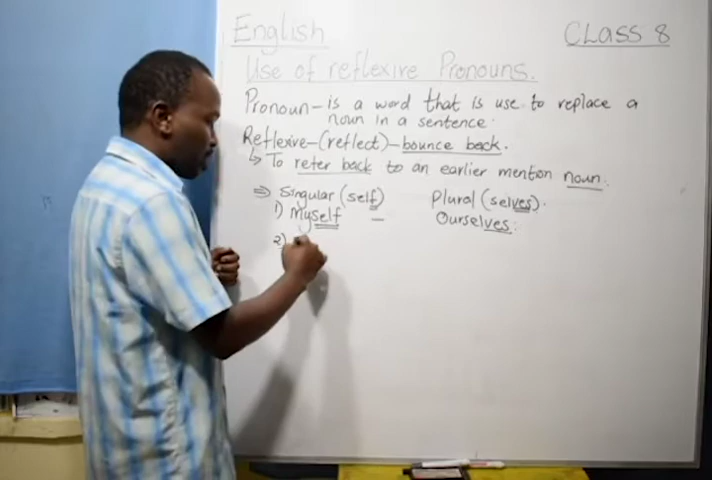 English
CLASS 8
Use of reflexive Pronouns.
Pronoun - is a word that is use to replace a
noun in a sentence.
Reflexive - (reflect) - bounce back.
↳ To refer back to an earlier mention noun.
⇒ Singular (self) Plural (selves).
1) Myself Ourselves.
2)